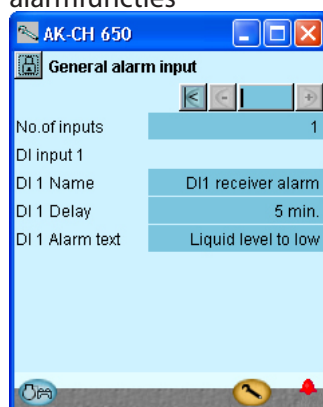 alarmfuncties
AK-CH 650
General alarm input
No.of inputs 1
DI input 1
DI 1 Name DI1 receiver alarm
DI 1 Delay 5 min.
DI 1 Alarm text Liquid level to low